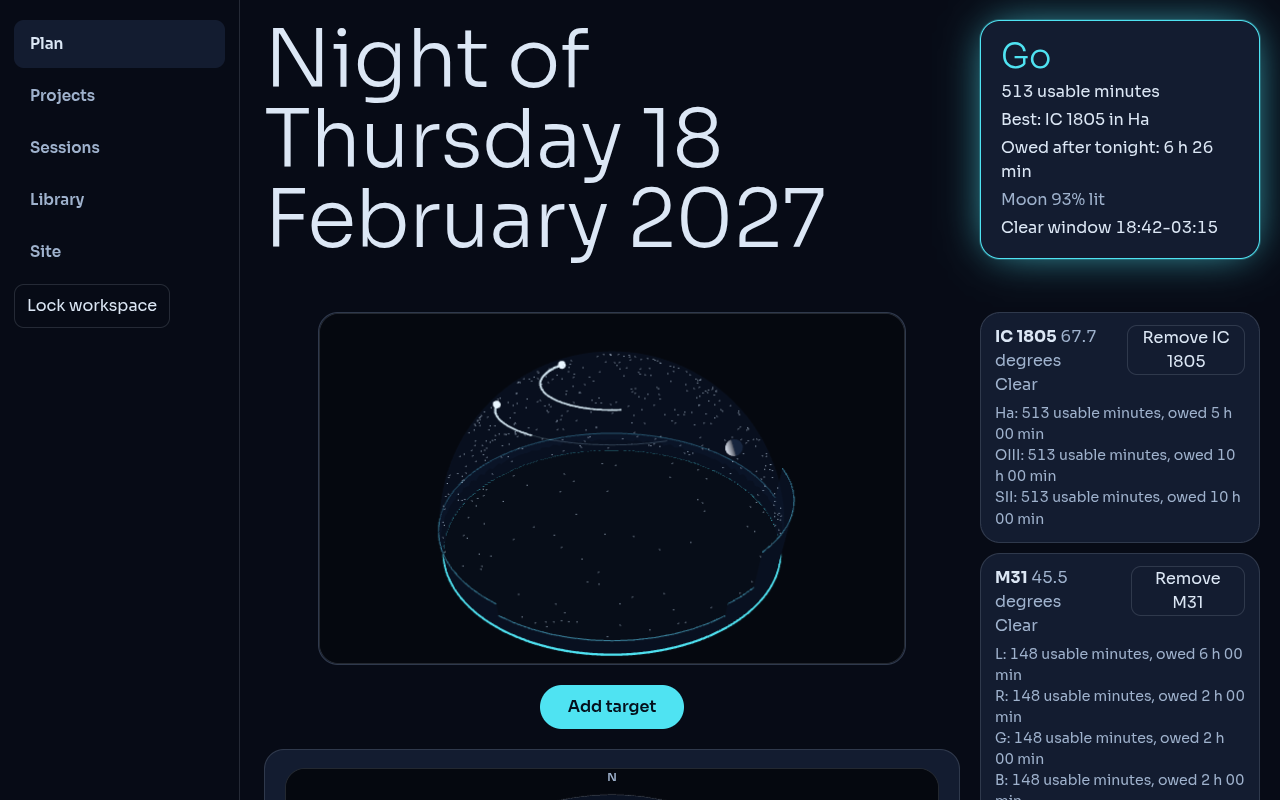 Plan
Projects
Sessions
Library
Site
Lock workspace
Night of
Thursday 18
February 2027
Go
513 usable minutes
Best: IC 1805 in Ha
Owed after tonight: 6 h 26
min
Moon 93% lit
Clear window 18:42-03:15
IC 1805 67.7
degrees
Clear
Remove IC
1805
Ha: 513 usable minutes, owed 5 h
00 min
OIII: 513 usable minutes, owed 10
h 00 min
SII: 513 usable minutes, owed 10 h
00 min
M31 45.5
degrees
Clear
Remove
M31
L: 148 usable minutes, owed 6 h 00
min
R: 148 usable minutes, owed 2 h 00
min
G: 148 usable minutes, owed 2 h
00 min
B: 148 usable minutes, owed 2 h 00
min
Add target
N